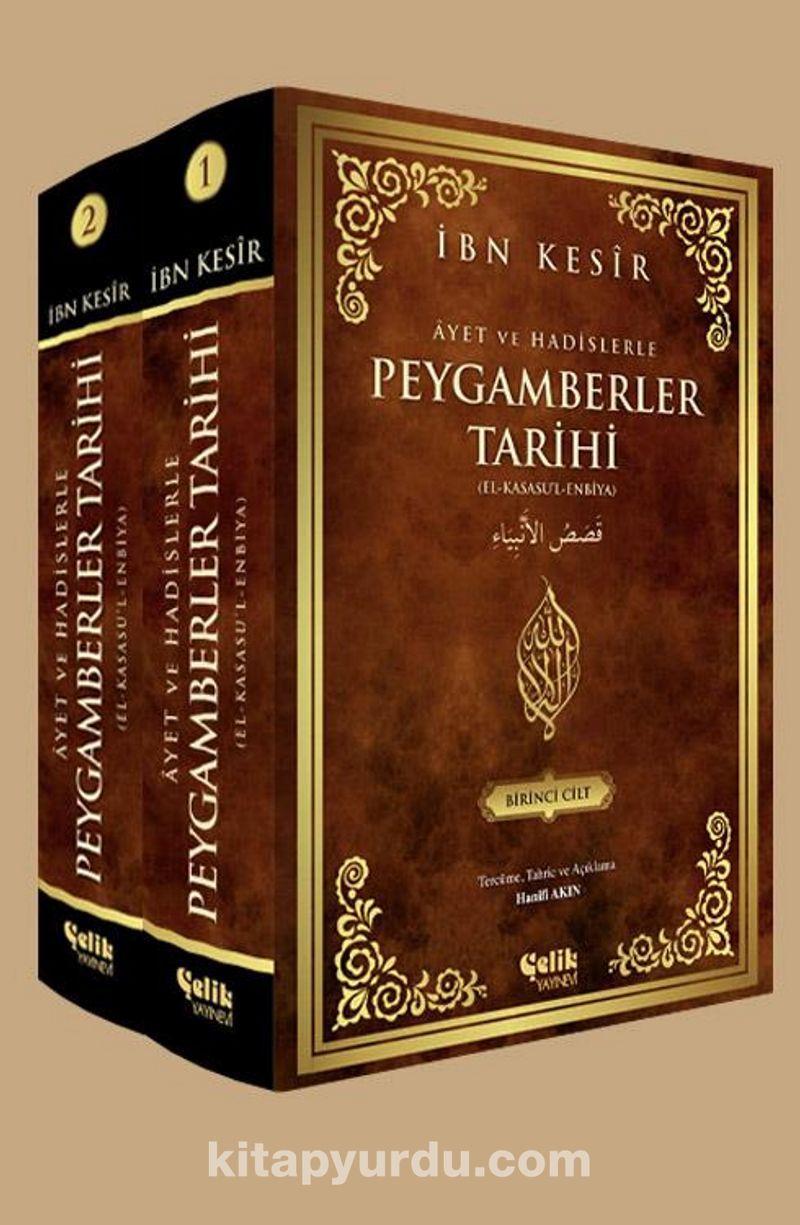 2
İBN KESÎR
ÂYET VE HADİSLERLE
PEYGAMBERLER TARİHİ
(EL-KASASU'L-ENBİYA)
Çelik
YAYINEVİ
1
İBN KESÎR
ÂYET VE HADİSLERLE
PEYGAMBERLER TARİHİ
(EL-KASASU'L-ENBİYA)
Çelik
YAYINEVİ
İBN KESÎR
ÂYET VE HADİSLERLE
PEYGAMBERLER
TARİHİ
(EL-KASASU'L-ENBİYA)
قَصَصُ الأَنْبِيَاءِ
BİRİNCİ CİLT
Tercüme, Tahric ve Açıklama
Hanifi AKIN
Çelik
YAYINEVİ
kitapyurdu.com